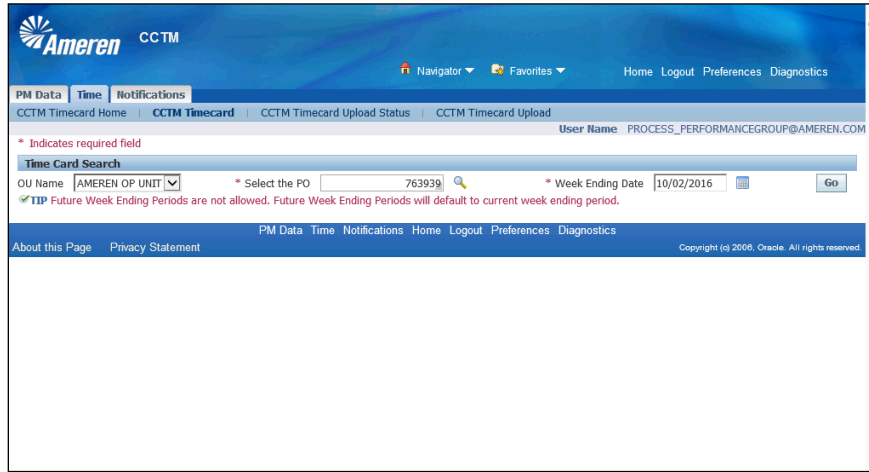 Ameren CCTM
Navigator Favorites Home Logout Preferences Diagnostics
PM Data Time Notifications
CCTM Timecard Home | CCTM Timecard | CCTM Timecard Upload Status | CCTM Timecard Upload
User Name PROCESS_PERFORMANCEGROUP@AMEREN.COM
* Indicates required field
Time Card Search
OU Name AMEREN OP UNIT * Select the PO 763939 * Week Ending Date 10/02/2016 Go
TIP Future Week Ending Periods are not allowed. Future Week Ending Periods will default to current week ending period.
PM Data Time Notifications Home Logout Preferences Diagnostics
About this Page Privacy Statement Copyright (c) 2006, Oracle. All rights reserved.